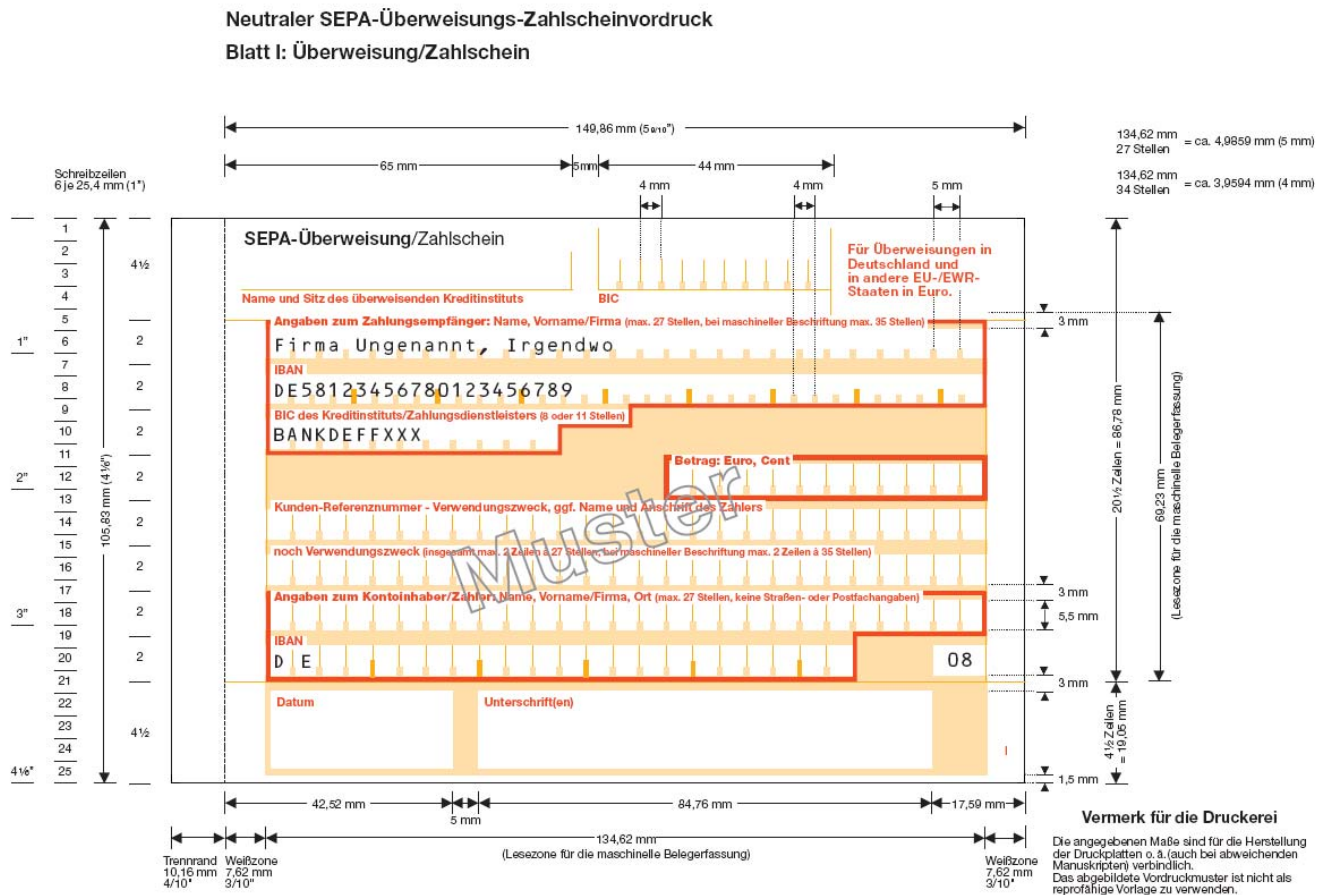 Neutraler SEPA-Überweisungs-Zahlscheinvordruck
Blatt I: Überweisung/Zahlschein
149,86 mm (5 9/10")
65 mm
5mm
44 mm
134,62 mm
27 Stellen
= ca. 4,9859 mm (5 mm)
134,62 mm
34 Stellen
= ca. 3,9594 mm (4 mm)
Schreibzeilen
6 je 25,4 mm (1")
4 mm
4 mm
5 mm
1
2
3
4
5
6
7
8
9
10
11
12
13
14
15
16
17
18
19
20
21
22
23
24
25
1"
2"
3"
4 1/6"
105,83 mm (4 1/6")
4½
2
2
2
2
2
2
2
2
4½
SEPA-Überweisung/Zahlschein
Für Überweisungen in
Deutschland und
in andere EU-/EWR-
Staaten in Euro.
Name und Sitz des überweisenden Kreditinstituts
BIC
Angaben zum Zahlungsempfänger: Name, Vorname/Firma (max. 27 Stellen, bei maschineller Beschriftung max. 35 Stellen)
Firma Ungenannt, Irgendwo
IBAN
DE58123456780123456789
BIC des Kreditinstituts/Zahlungsdienstleisters (8 oder 11 Stellen)
BANKDEFFXXX
Betrag: Euro, Cent
Kunden-Referenznummer - Verwendungszweck, ggf. Name und Anschrift des Zahlers
noch Verwendungszweck (insgesamt max. 2 Zeilen à 27 Stellen, bei maschineller Beschriftung max. 2 Zeilen à 35 Stellen)
Angaben zum Kontoinhaber/Zahler: Name, Vorname/Firma, Ort (max. 27 Stellen, keine Straßen- oder Postfachangaben)
IBAN
D E
08
Datum
Unterschrift(en)
I
Muster
3 mm
3 mm
5,5 mm
3 mm
1,5 mm
20½ Zeilen = 86,78 mm
69,23 mm
(Lesezone für die maschinelle Belegerfassung)
4½ Zeilen
= 19,05 mm
42,52 mm
5 mm
84,76 mm
17,59 mm
134,62 mm
(Lesezone für die maschinelle Belegerfassung)
Trennrand
10,16 mm
4/10"
Weißzone
7,62 mm
3/10"
Weißzone
7,62 mm
3/10"
Vermerk für die Druckerei
Die angegebenen Maße sind für die Herstellung
der Druckplatten o. ä. (auch bei abweichenden
Manuskripten) verbindlich.
Das abgebildete Vordruckmuster ist nicht als
reprofähige Vorlage zu verwenden.